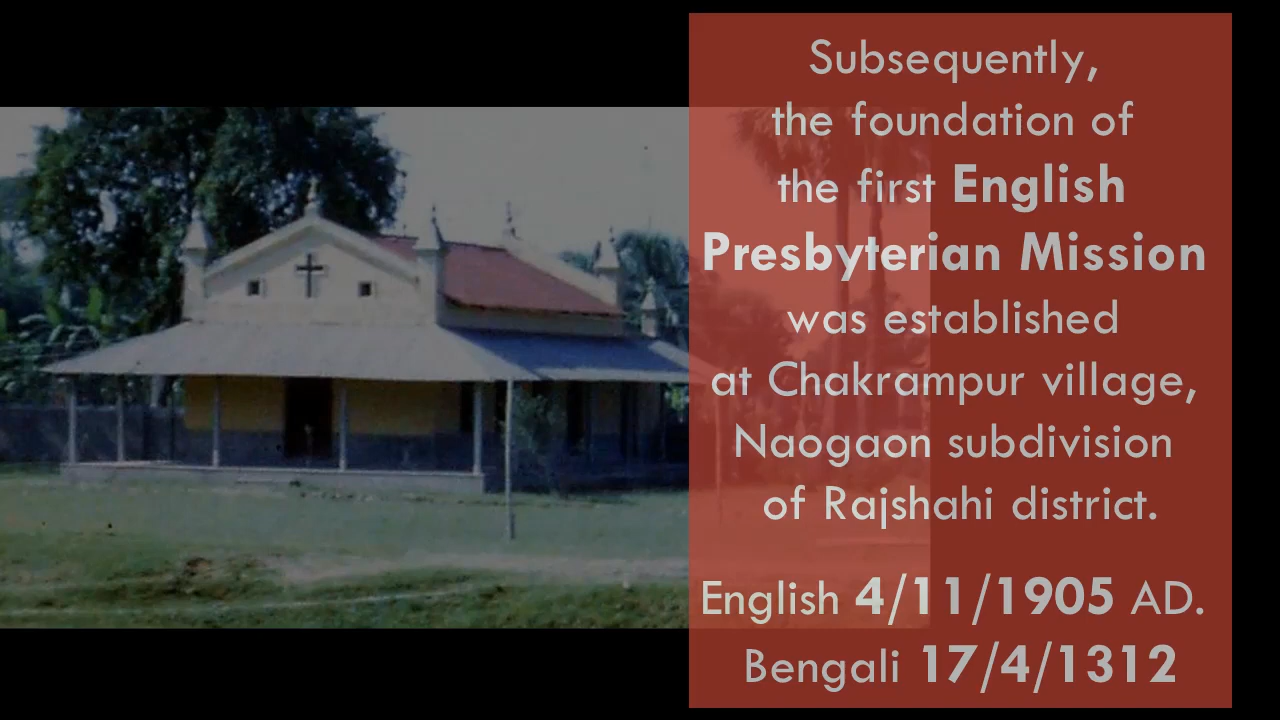 Subsequently,
the foundation of
the first English
Presbyterian Mission
was established
at Chakrampur village,
Naogaon subdivision
of Rajshahi district.
English 4/11/1905 AD.
Bengali 17/4/1312